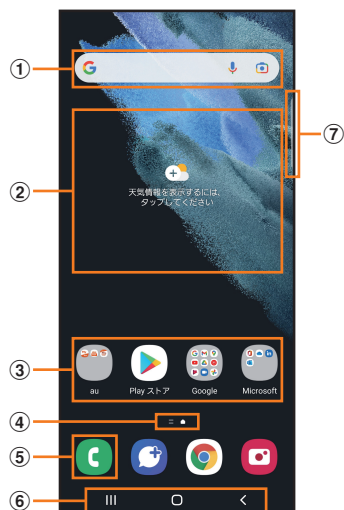 ①
②
③
④
⑤
⑥
⑦
天気情報を表示するには、
タップしてください
au
Play ストア
Google
Microsoft